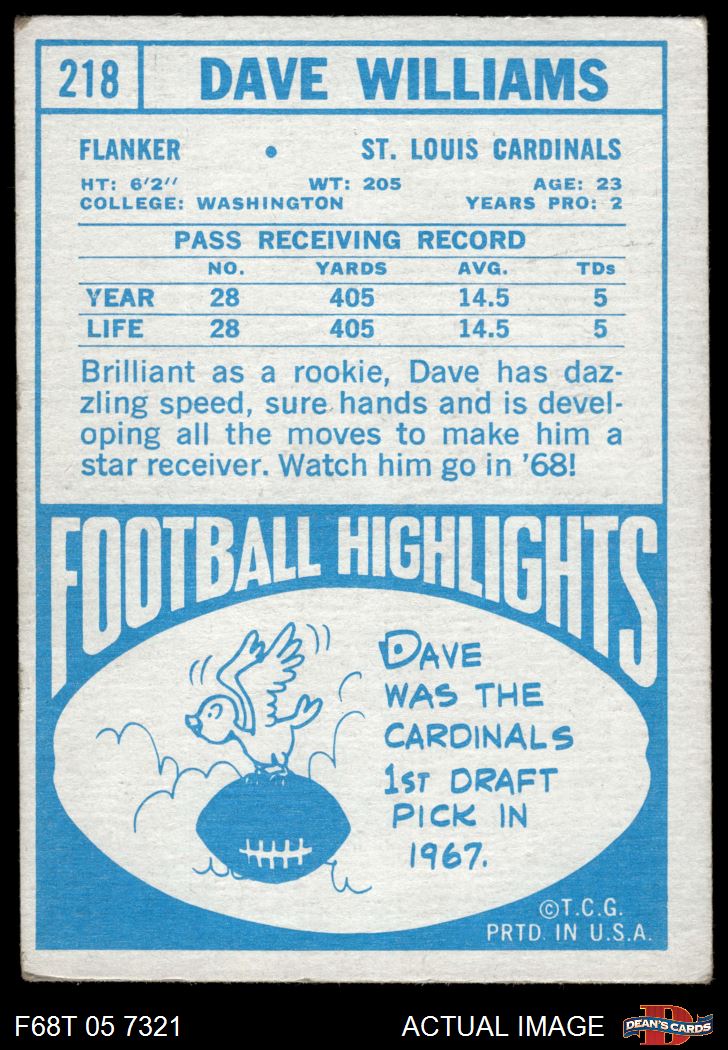 218 DAVE WILLIAMS
FLANKER • ST. LOUIS CARDINALS
HT: 6'2'' WT: 205 AGE: 23
COLLEGE: WASHINGTON YEARS PRO: 2
PASS RECEIVING RECORD
NO. YARDS AVG. TDs
YEAR 28 405 14.5 5
LIFE 28 405 14.5 5
Brilliant as a rookie, Dave has daz-
zling speed, sure hands and is devel-
oping all the moves to make him a
star receiver. Watch him go in '68!
FOOTBALL HIGHLIGHTS
DAVE
WAS THE
CARDINALS
1ST DRAFT
PICK IN
1967.
©T.C.G.
PRTD. IN U.S.A.
F68T 05 7321 ACTUAL IMAGE D DEAN'S CARDS